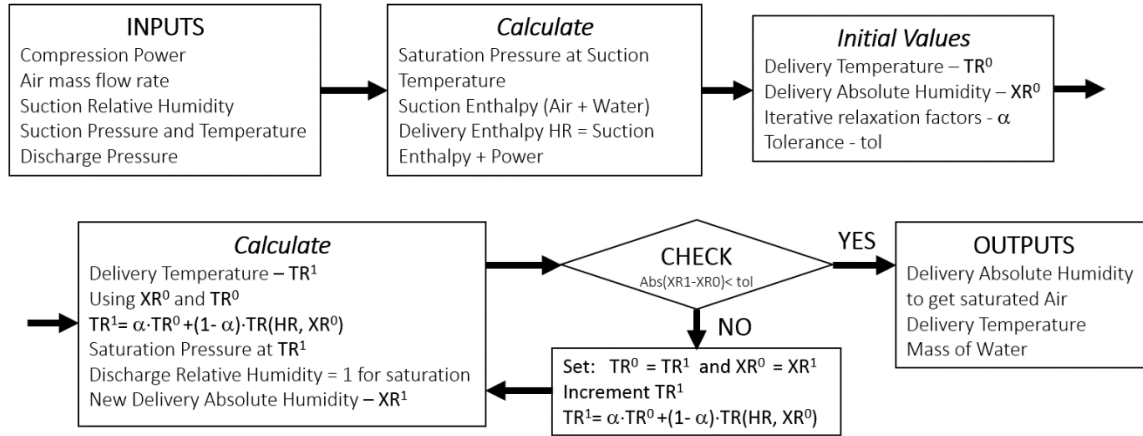 INPUTS
Compression Power
Air mass flow rate
Suction Relative Humidity
Suction Pressure and Temperature
Discharge Pressure
Calculate
Saturation Pressure at Suction
Temperature
Suction Enthalpy (Air + Water)
Delivery Enthalpy HR = Suction
Enthalpy + Power
Initial Values
Delivery Temperature – TR⁰
Delivery Absolute Humidity – XR⁰
Iterative relaxation factors - α
Tolerance - tol
Calculate
Delivery Temperature – TR¹
Using XR⁰ and TR⁰
TR¹= α·TR⁰ +(1- α)·TR(HR, XR⁰)
Saturation Pressure at TR¹
Discharge Relative Humidity = 1 for saturation
New Delivery Absolute Humidity – XR¹
CHECK
Abs(XR1-XR0)< tol
YES
NO
Set: TR⁰ = TR¹ and XR⁰ = XR¹
Increment TR¹
TR¹= α·TR⁰ +(1- α)·TR(HR, XR⁰)
OUTPUTS
Delivery Absolute Humidity
to get saturated Air
Delivery Temperature
Mass of Water